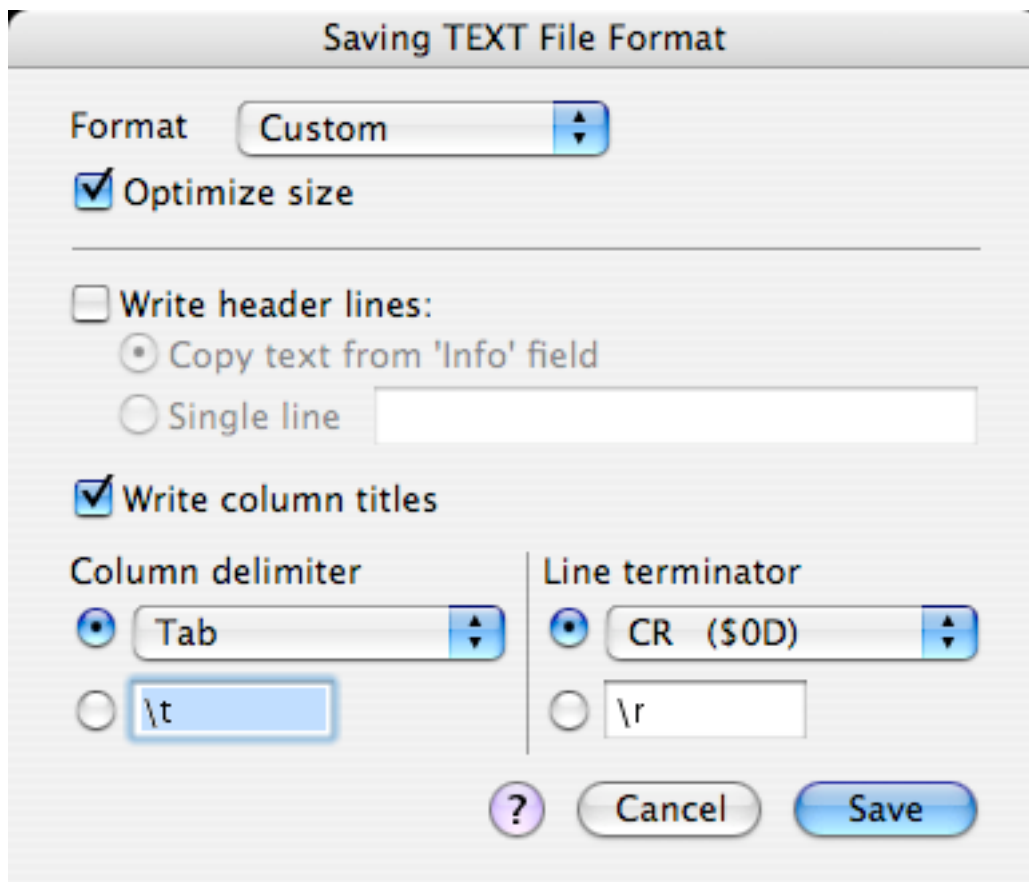 Saving TEXT File Format
Format Custom
Optimize size
Write header lines:
Copy text from 'Info' field
Single line
Write column titles
Column delimiter
Tab
\t
Line terminator
CR ($0D)
\r
? Cancel Save